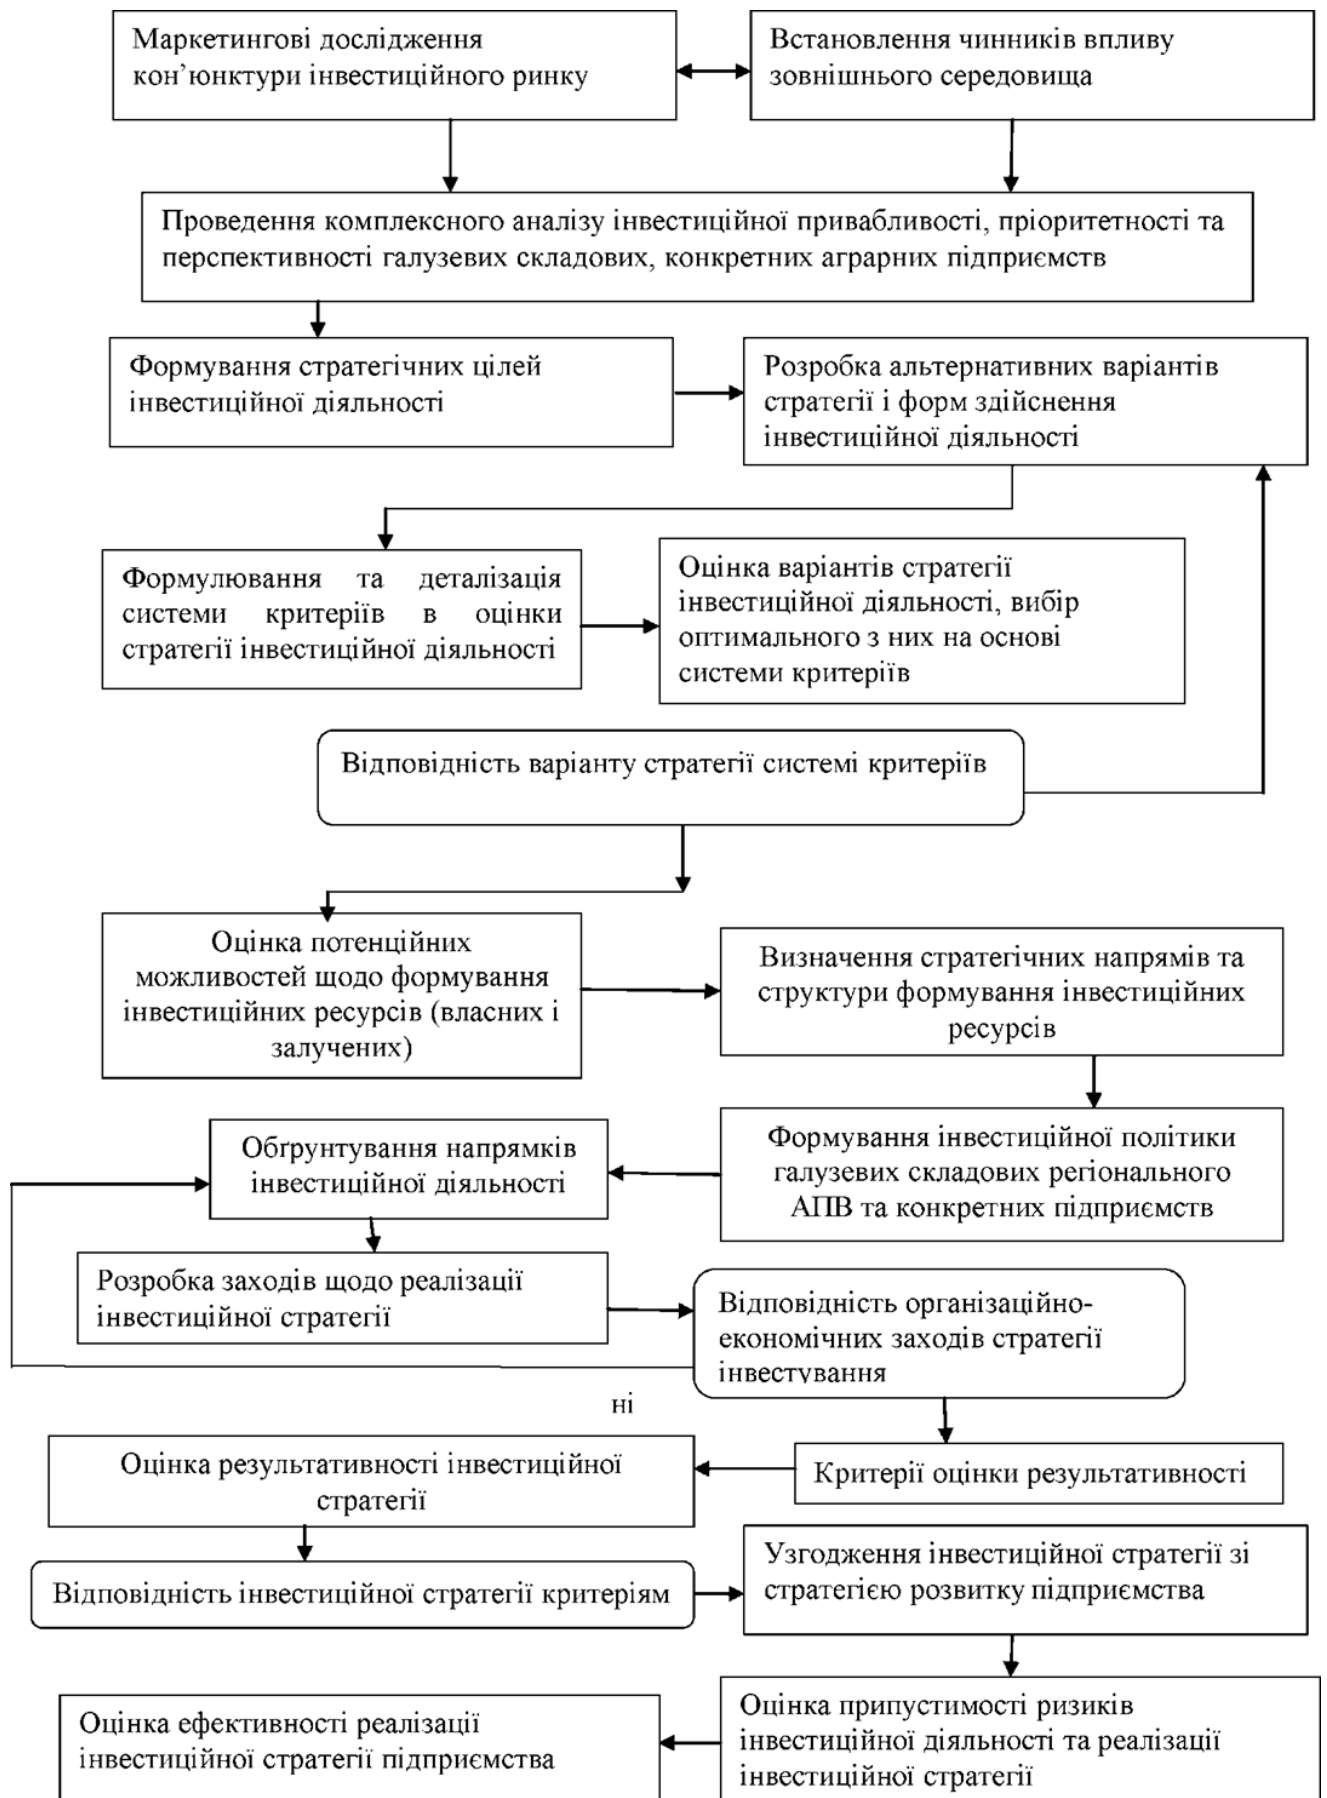 Маркетингові дослідження
кон’юнктури інвестиційного ринку
Встановлення чинників впливу
зовнішнього середовища
Проведення комплексного аналізу інвестиційної привабливості, пріоритетності та
перспективності галузевих складових, конкретних аграрних підприємств
Формування стратегічних цілей
інвестиційної діяльності
Розробка альтернативних варіантів
стратегії і форм здійснення
інвестиційної діяльності
Формулювання та деталізація
системи критеріїв в оцінки
стратегії інвестиційної діяльності
Оцінка варіантів стратегії
інвестиційної діяльності, вибір
оптимального з них на основі
системи критеріїв
Відповідність варіанту стратегії системі критеріїв
Оцінка потенційних
можливостей щодо формування
інвестиційних ресурсів (власних і
залучених)
Визначення стратегічних напрямів та
структури формування інвестиційних
ресурсів
Обґрунтування напрямків
інвестиційної діяльності
Формування інвестиційної політики
галузевих складових регіонального
АПВ та конкретних підприємств
Розробка заходів щодо реалізації
інвестиційної стратегії
Відповідність організаційно-
економічних заходів стратегії
інвестування
ні
Оцінка результативності інвестиційної
стратегії
Критерії оцінки результативності
Відповідність інвестиційної стратегії критеріям
Узгодження інвестиційної стратегії зі
стратегією розвитку підприємства
Оцінка ефективності реалізації
інвестиційної стратегії підприємства
Оцінка припустимості ризиків
інвестиційної діяльності та реалізації
інвестиційної стратегії